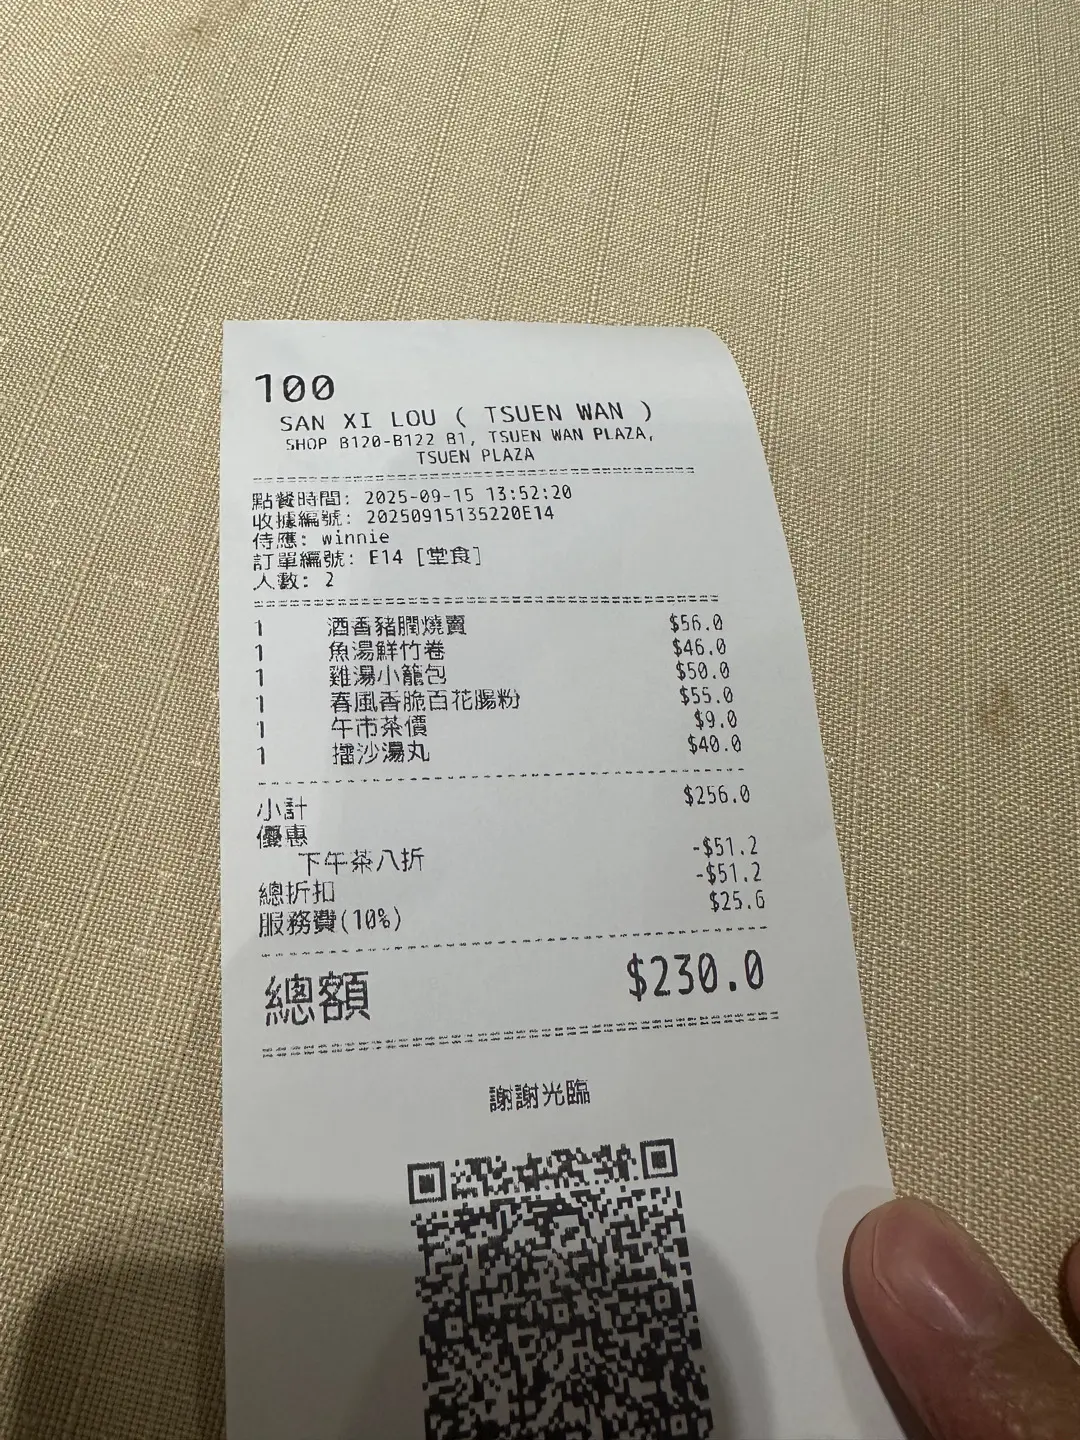 100
SAN XI LOU ( TSUEN WAN )
SHOP B120-B122 B1, TSUEN WAN PLAZA,
TSUEN PLAZA
點餐時間: 2025-09-15 13:52:20
收據編號: 20250915135220E14
侍應: winnie
訂單編號: E14 [堂食]
人數: 2
1 酒香豬膶燒賣 $56.0
1 魚湯鮮竹卷 $46.0
1 雞湯小籠包 $50.0
1 春風香脆百花腸粉 $55.0
1 午市茶價 $9.0
1 擂沙湯丸 $40.0
小計 $256.0
優惠
下午茶八折 -$51.2
總折扣 -$51.2
服務費(10%) $25.6
總額 $230.0
謝謝光臨